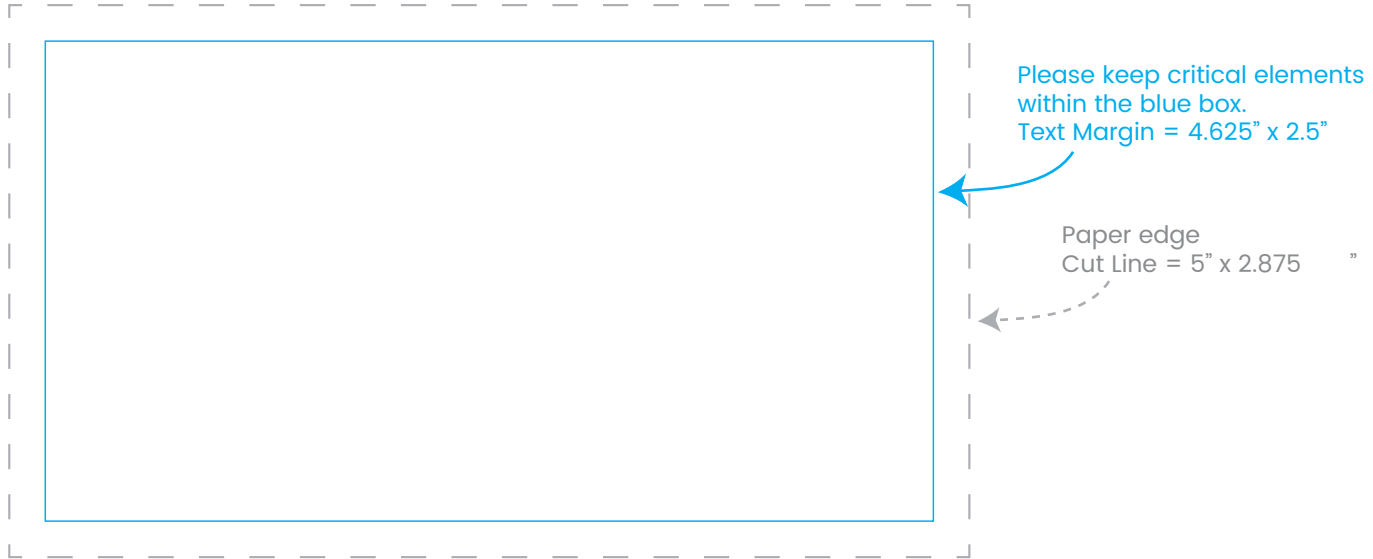 Please keep critical elements
within the blue box.
Text Margin = 4.625” x 2.5”
Paper edge
Cut Line = 5” x 2.875 ”